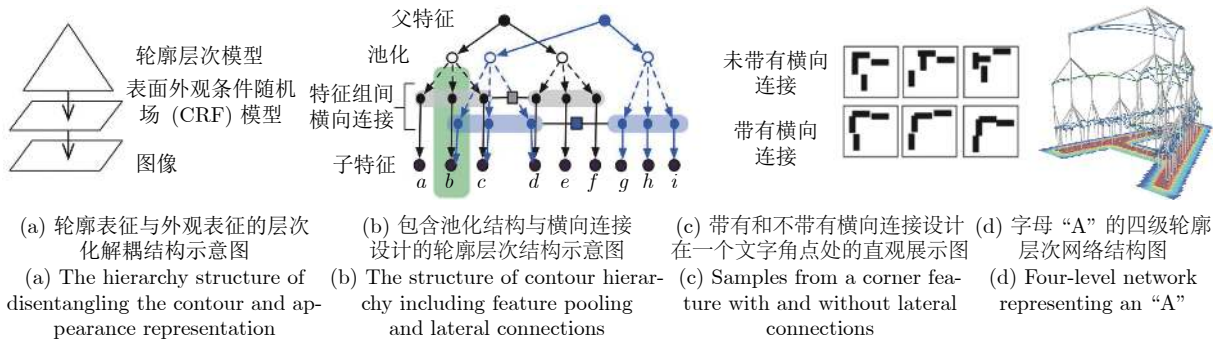 轮廓层次模型
表面外观条件随机
场 (CRF) 模型
图像
父特征
池化
特征组间
横向连接
子特征
a b c d e f g h i
未带有横向
连接
带有横向
连接
(a) 轮廓表征与外观表征的层次
化解耦结构示意图
(a) The hierarchy structure of
disentangling the contour and ap-
pearance representation
(b) 包含池化结构与横向连接
设计的轮廓层次结构示意图
(b) The structure of contour hierar-
chy including feature pooling
and lateral connections
(c) 带有和不带有横向连接设计
在一个文字角点处的直观展示图
(c) Samples from a corner fea-
ture with and without lateral
connections
(d) 字母 “A” 的四级轮廓
层次网络结构图
(d) Four-level network
representing an “A”